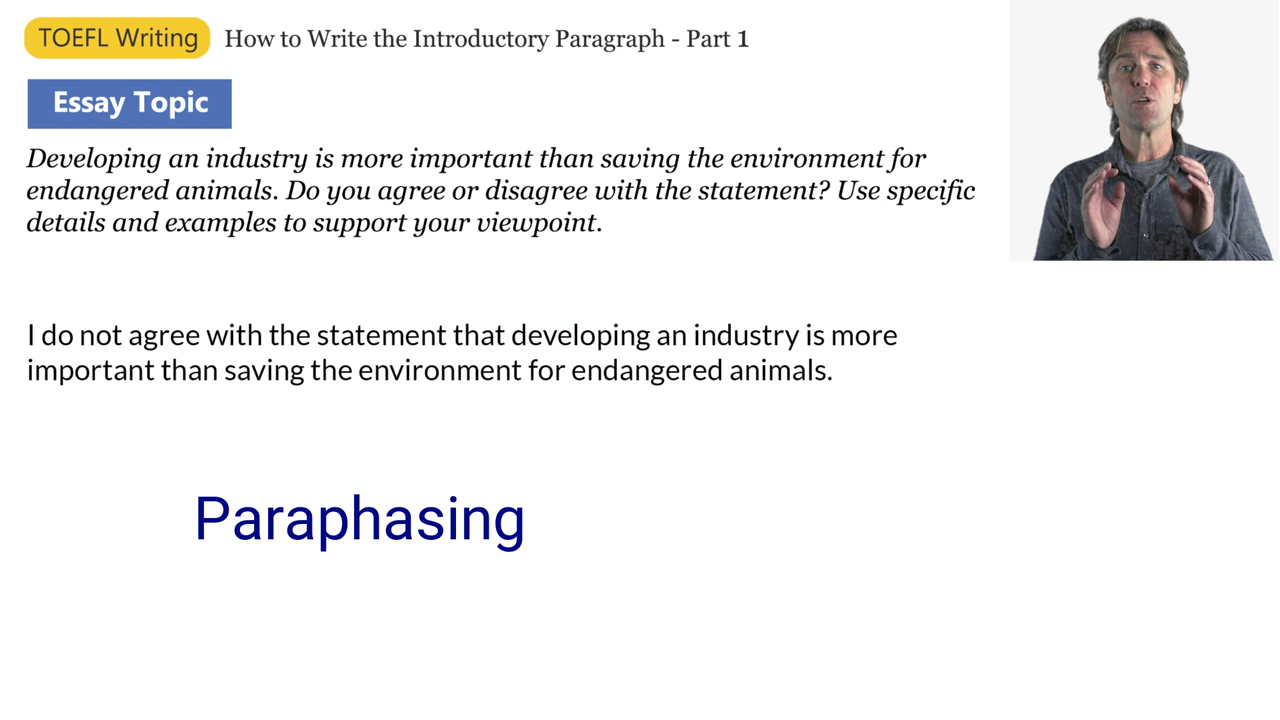 TOEFL Writing How to Write the Introductory Paragraph - Part 1
Essay Topic
Developing an industry is more important than saving the environment for
endangered animals. Do you agree or disagree with the statement? Use specific
details and examples to support your viewpoint.
I do not agree with the statement that developing an industry is more
important than saving the environment for endangered animals.
Paraphasing